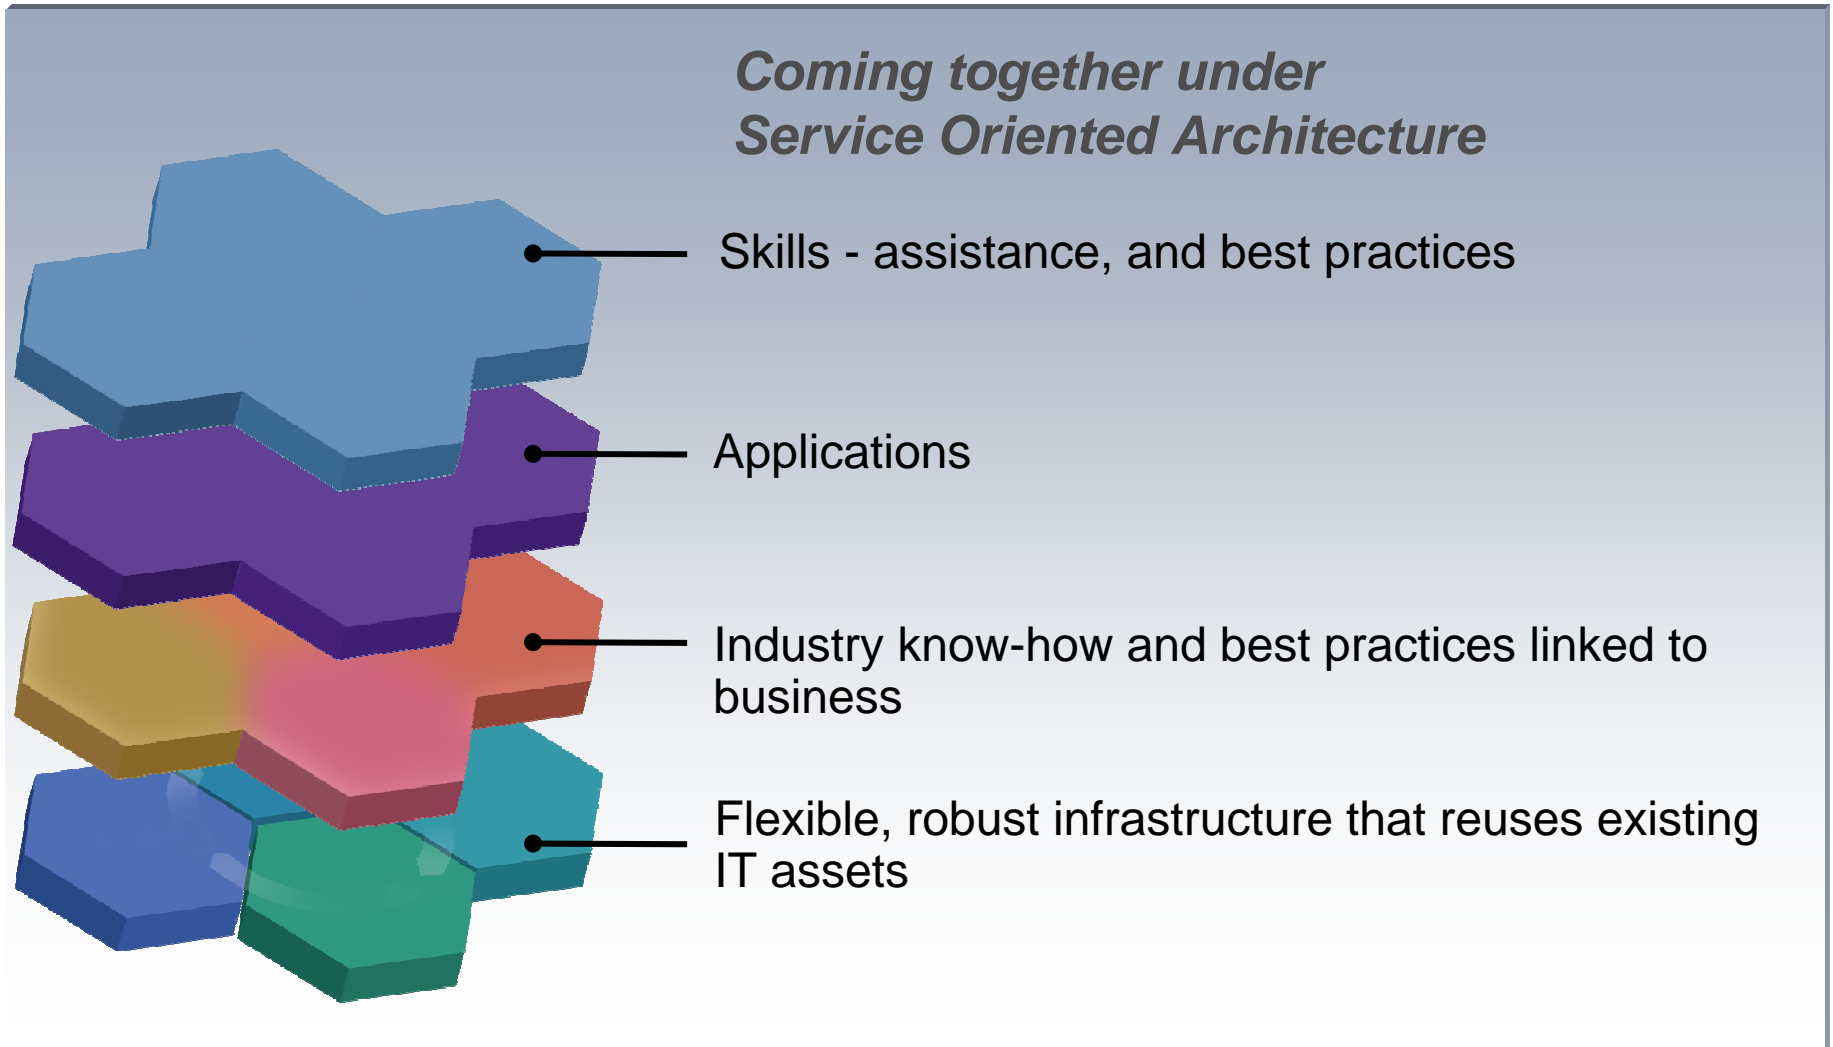 Coming together under
Service Oriented Architecture
Skills - assistance, and best practices
Applications
Industry know-how and best practices linked to
business
Flexible, robust infrastructure that reuses existing
IT assets